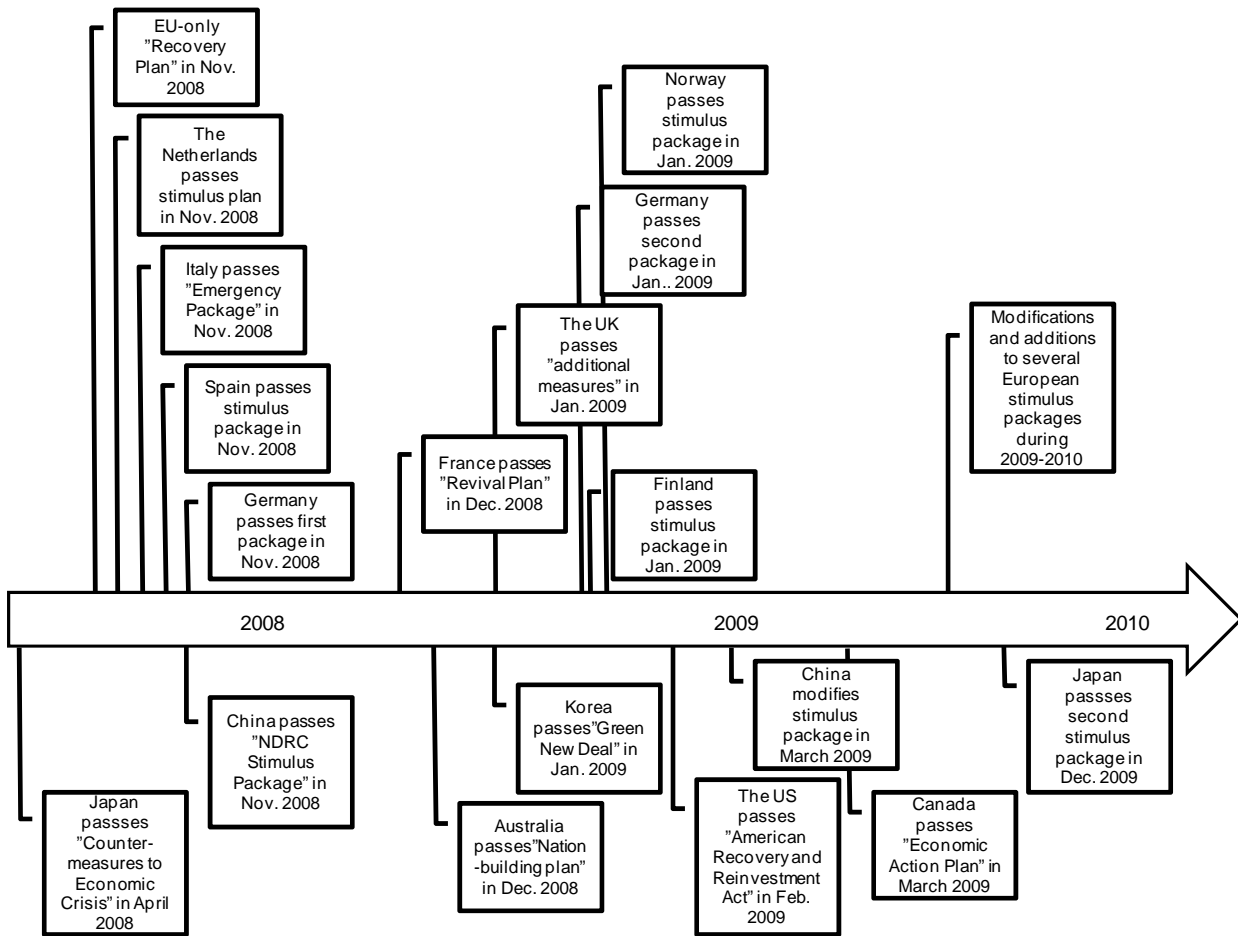 EU-only
”Recovery
Plan” in Nov.
2008
The
Netherlands
passes
stimulus plan
in Nov. 2008
Italy passes
”Emergency
Package” in
Nov. 2008
Spain passes
stimulus
package in
Nov. 2008
Germany
passes first
package in
Nov. 2008
France passes
”Revival Plan”
in Dec. 2008
The UK
passes
”additional
measures” in
Jan. 2009
Germany
passes
second
package in
Jan.. 2009
Norway
passes
stimulus
package in
Jan. 2009
Finland
passes
stimulus
package in
Jan. 2009
Modifications
and additions
to several
European
stimulus
packages
during
2009-2010
2008
2009
2010
Japan
passses
”Counter-
measures to
Economic
Crisis” in April
2008
China passes
”NDRC
Stimulus
Package” in
Nov. 2008
Australia
passes”Nation
-building plan”
in Dec. 2008
Korea
passes”Green
New Deal” in
Jan. 2009
The US
passes
”American
Recovery and
Reinvestment
Act” in Feb.
2009
China
modifies
stimulus
package in
March 2009
Canada
passes
”Economic
Action Plan” in
March 2009
Japan
passses
second
stimulus
package in
Dec. 2009